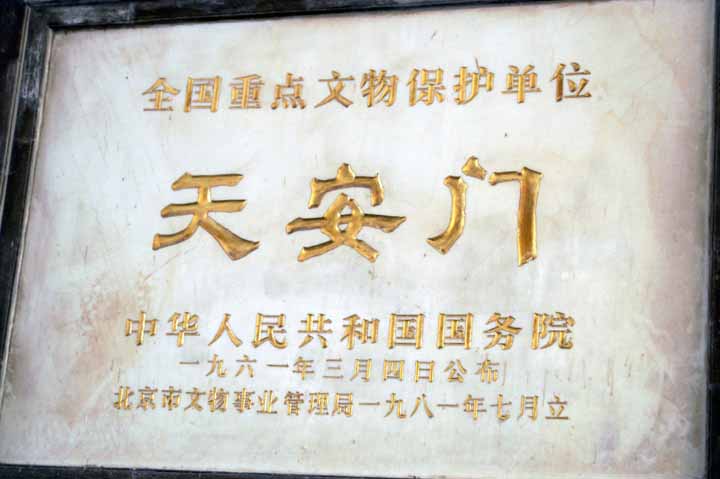 全国重点文物保护单位
天安门
中华人民共和国国务院
一九六一年三月四日公布
北京市文物事业管理局一九八一年七月立